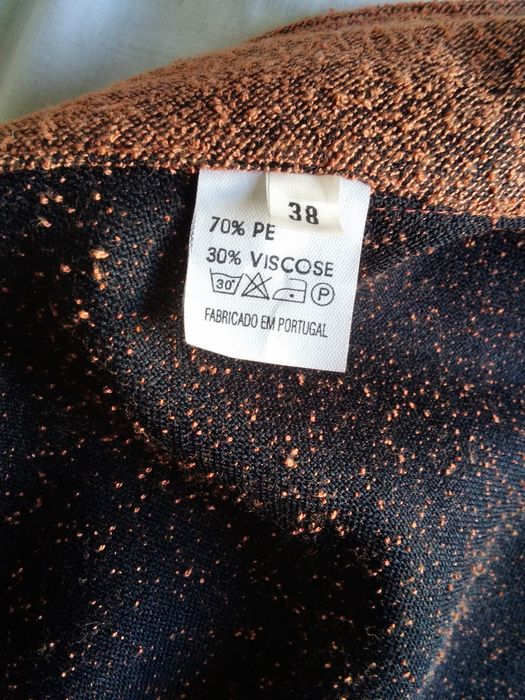 38
70% PE
30% VISCOSE
30° P
FABRICADO EM PORTUGAL